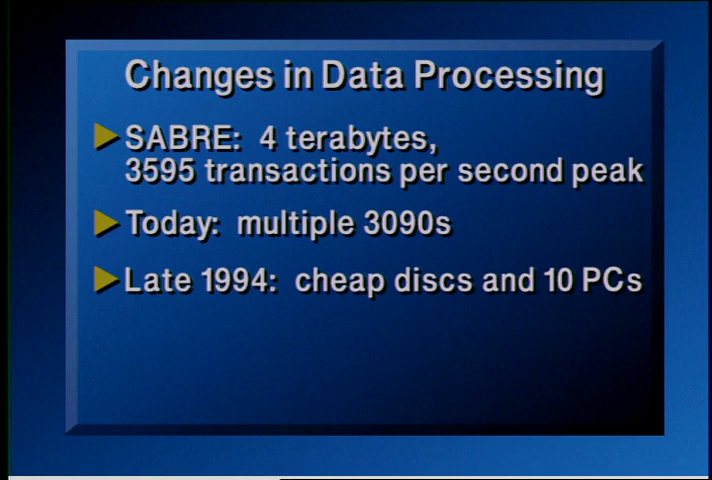 Changes in Data Processing
SABRE: 4 terabytes,
3595 transactions per second peak
Today: multiple 3090s
Late 1994: cheap discs and 10 PCs